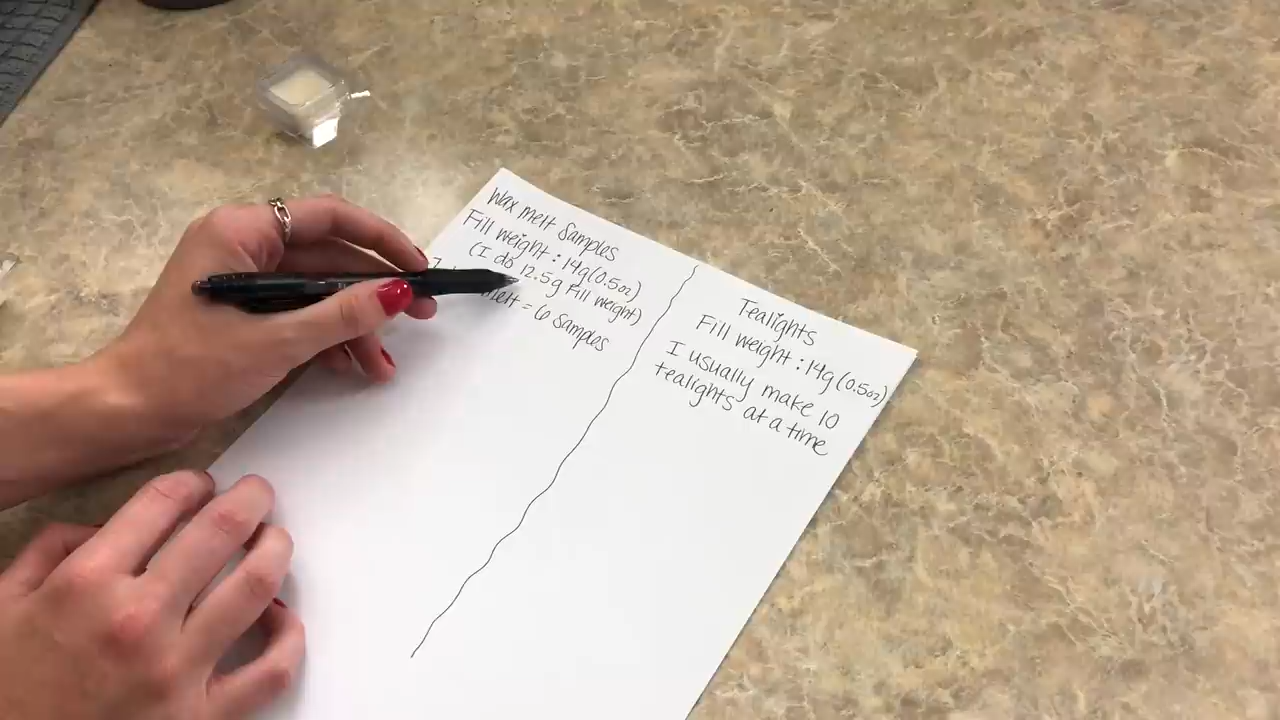 Wax melt Samples
Fill weight : 14g (0.5oz)
(I do 12.5g Fill weight)
melt = 6 Samples
Tealights
Fill weight : 14g (0.5oz)
I usually make 10
tealights at a time